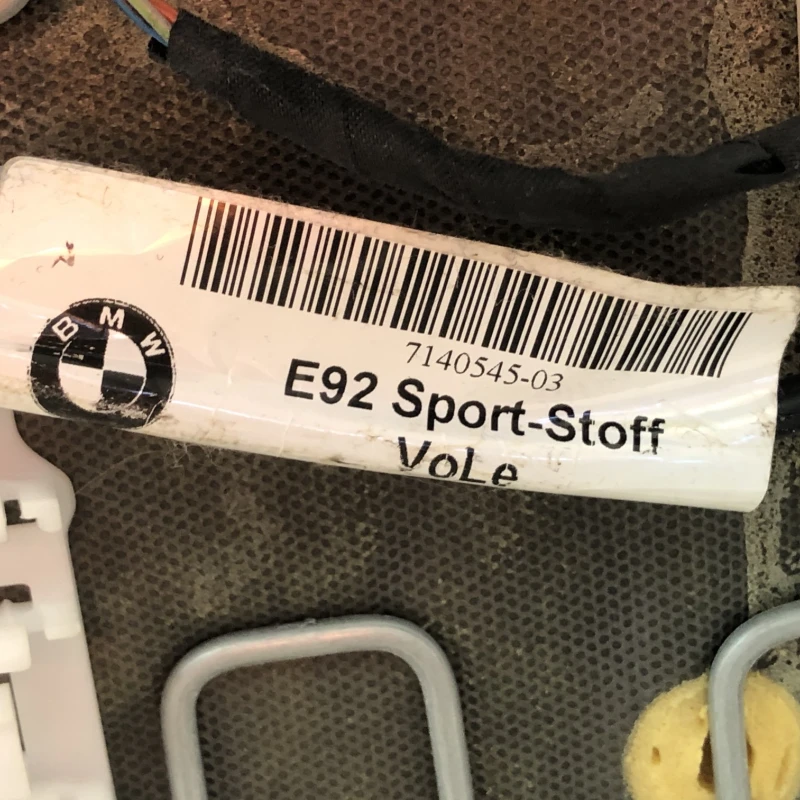 BMW
7140545-03
E92 Sport-Stoff
VoLe